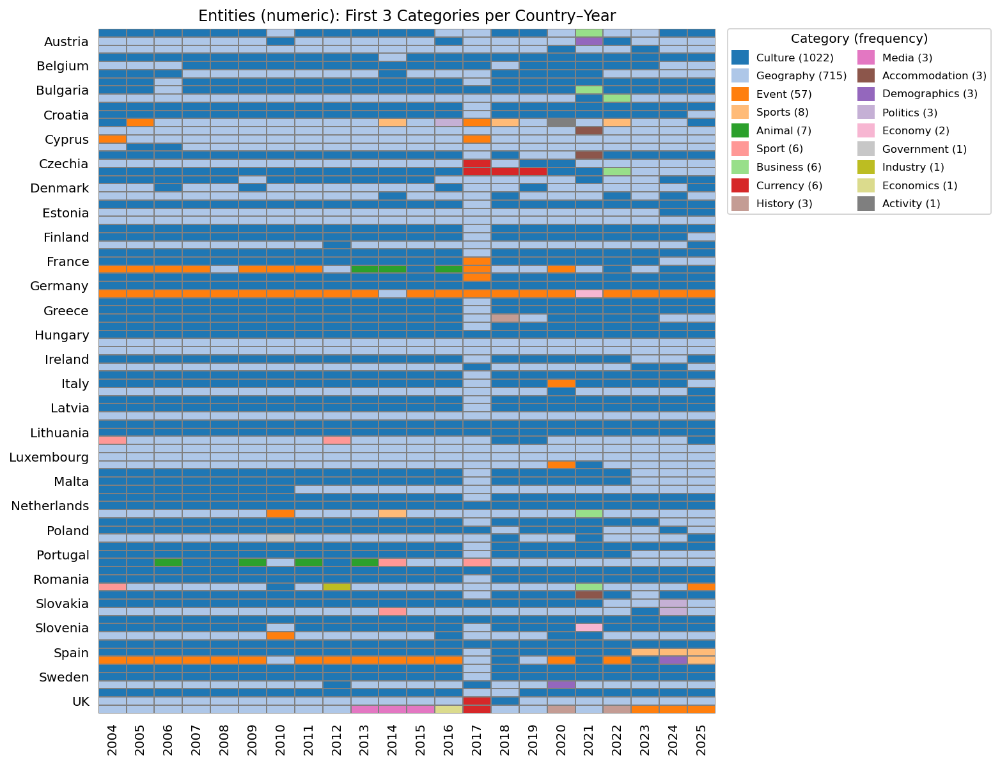 Entities (numeric): First 3 Categories per Country–Year
Austria
Belgium
Bulgaria
Croatia
Cyprus
Czechia
Denmark
Estonia
Finland
France
Germany
Greece
Hungary
Ireland
Italy
Latvia
Lithuania
Luxembourg
Malta
Netherlands
Poland
Portugal
Romania
Slovakia
Slovenia
Spain
Sweden
UK
2004
2005
2006
2007
2008
2009
2010
2011
2012
2013
2014
2015
2016
2017
2018
2019
2020
2021
2022
2023
2024
2025
Category (frequency)
Culture (1022)
Geography (715)
Event (57)
Sports (8)
Animal (7)
Sport (6)
Business (6)
Currency (6)
History (3)
Media (3)
Accommodation (3)
Demographics (3)
Politics (3)
Economy (2)
Government (1)
Industry (1)
Economics (1)
Activity (1)